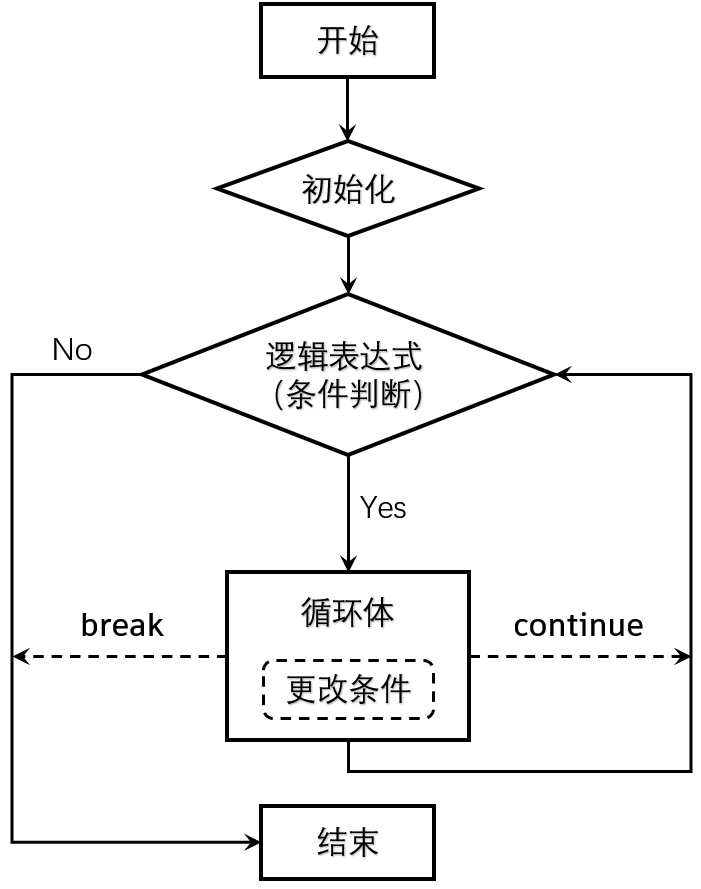 开始
初始化
逻辑表达式
（条件判断）
No
Yes
循环体
更改条件
break
continue
结束